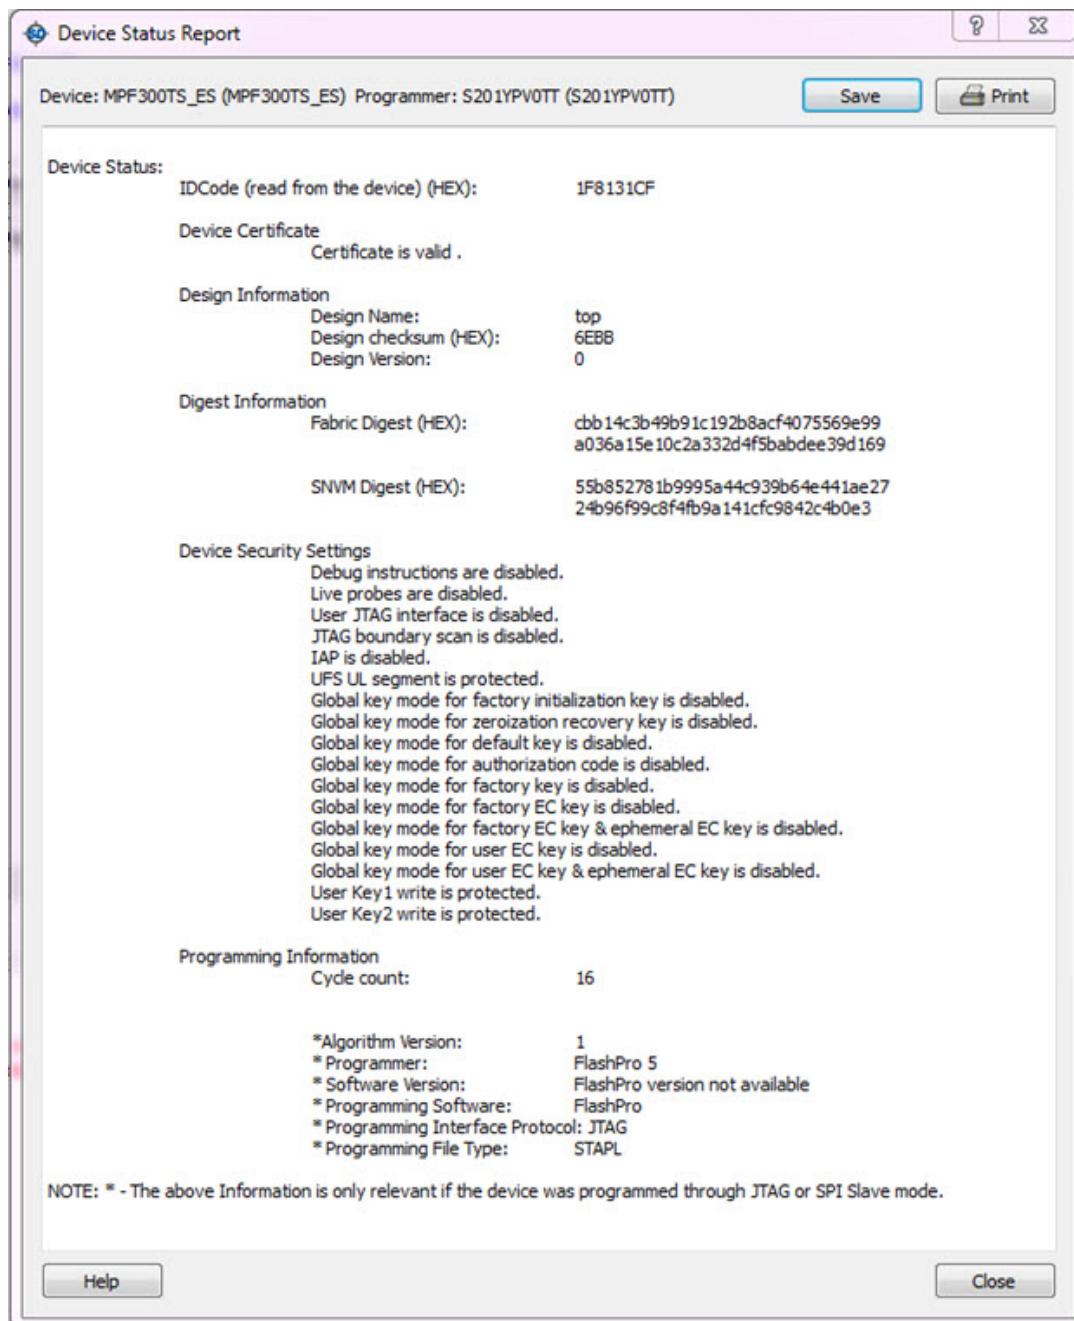 Device Status Report
Device: MPF300TS_ES (MPF300TS_ES) Programmer: S201YPV0TT (S201YPV0TT)
Save
Print
Device Status:
IDCode (read from the device) (HEX): 1F8131CF
Device Certificate
Certificate is valid .
Design Information
Design Name: top
Design checksum (HEX): 6EBB
Design Version: 0
Digest Information
Fabric Digest (HEX): cbb14c3b49b91c192b8acf4075569e99
a036a15e10c2a332d4f5babdee39d169
SNVM Digest (HEX): 55b852781b9995a44c939b64e441ae27
24b96f99c8f4fb9a141cfc9842c4b0e3
Device Security Settings
Debug instructions are disabled.
Live probes are disabled.
User JTAG interface is disabled.
JTAG boundary scan is disabled.
IAP is disabled.
UFS UL segment is protected.
Global key mode for factory initialization key is disabled.
Global key mode for zeroization recovery key is disabled.
Global key mode for default key is disabled.
Global key mode for authorization code is disabled.
Global key mode for factory key is disabled.
Global key mode for factory EC key is disabled.
Global key mode for factory EC key & ephemeral EC key is disabled.
Global key mode for user EC key is disabled.
Global key mode for user EC key & ephemeral EC key is disabled.
User Key1 write is protected.
User Key2 write is protected.
Programming Information
Cycle count: 16
*Algorithm Version: 1
* Programmer: FlashPro 5
* Software Version: FlashPro version not available
* Programming Software: FlashPro
* Programming Interface Protocol: JTAG
* Programming File Type: STAPL
NOTE: * - The above Information is only relevant if the device was programmed through JTAG or SPI Slave mode.
Help
Close